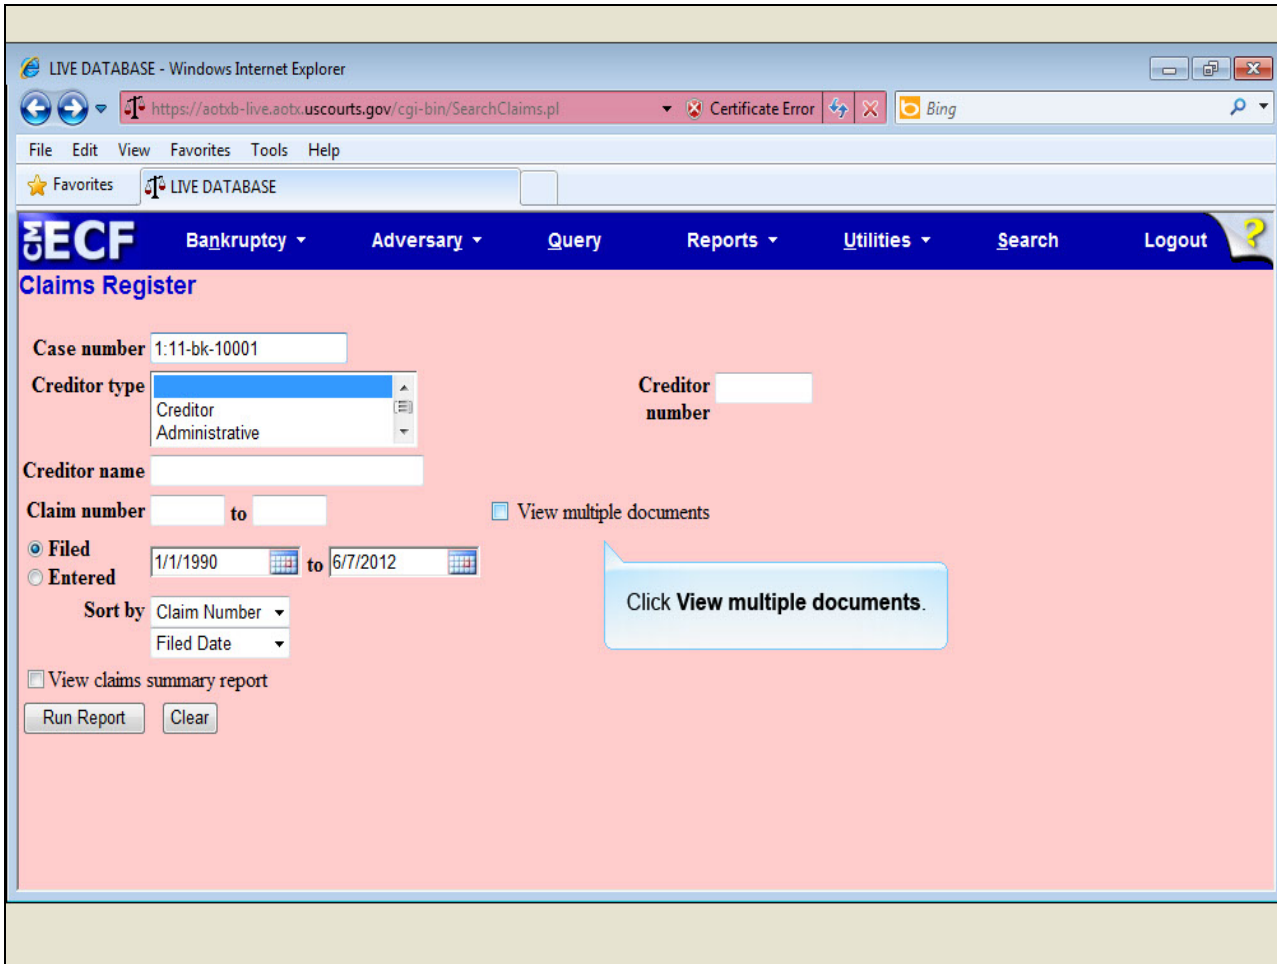 LIVE DATABASE - Windows Internet Explorer
https://aotxb-live.aotx.uscourts.gov/cgi-bin/SearchClaims.pl Certificate Error Bing
File Edit View Favorites Tools Help
Favorites LIVE DATABASE
CM ECF Bankruptcy Adversary Query Reports Utilities Search Logout ?
Claims Register
Case number 1:11-bk-10001
Creditor type
Creditor
Administrative
Creditor number
Creditor name
Claim number to View multiple documents
Filed
Entered
1/1/1990 to 6/7/2012
Click View multiple documents.
Sort by Claim Number
Filed Date
View claims summary report
Run Report Clear